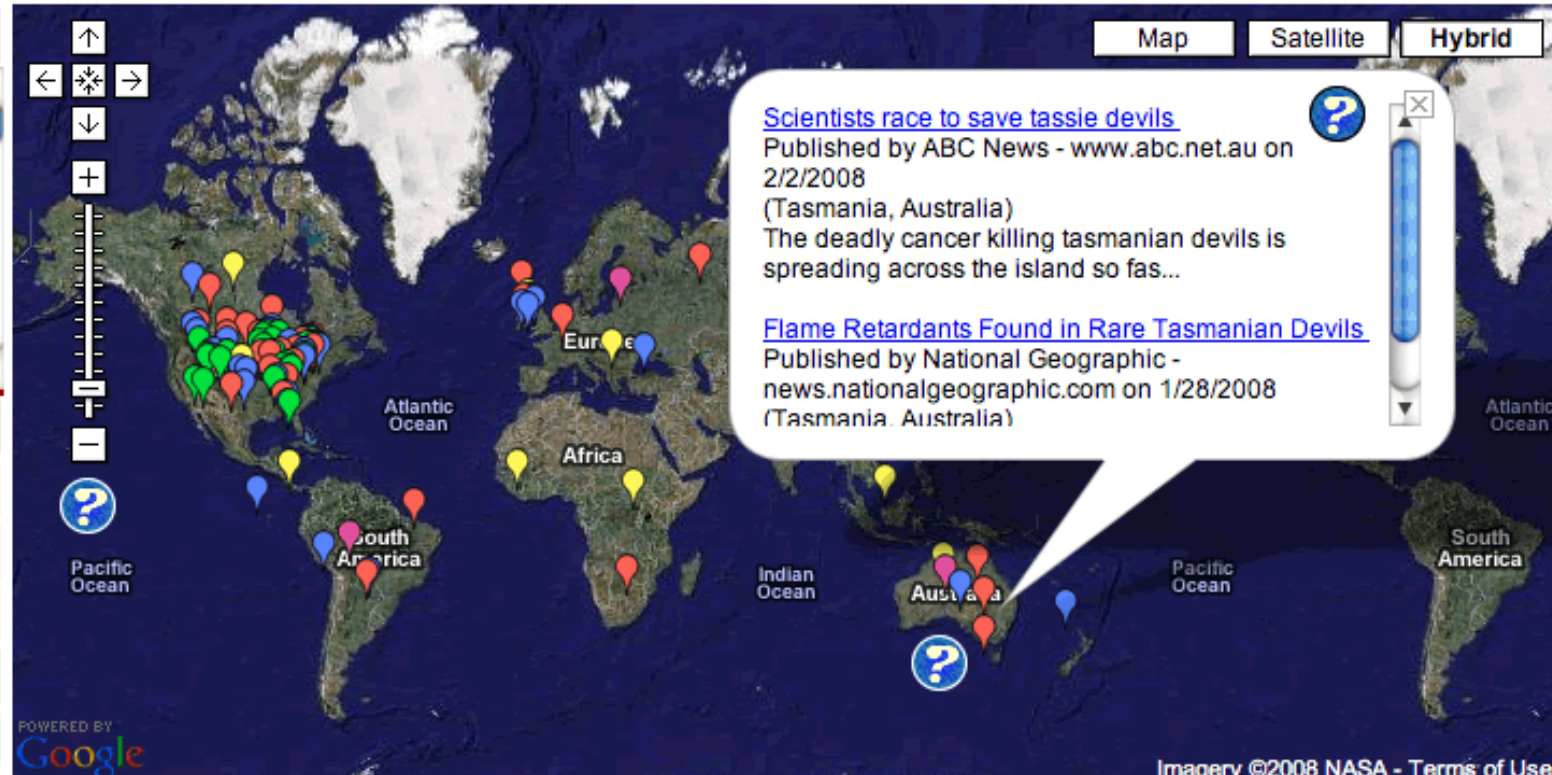 Map
Satellite
Hybrid
Scientists race to save tassie devils
Published by ABC News - www.abc.net.au on
2/2/2008
(Tasmania, Australia)
The deadly cancer killing tasmanian devils is
spreading across the island so fas...
Flame Retardants Found in Rare Tasmanian Devils
Published by National Geographic -
news.nationalgeographic.com on 1/28/2008
(Tasmania, Australia)
Europe
Atlantic
Ocean
Atlantic
Ocean
Africa
South
America
South
America
Pacific
Ocean
Indian
Ocean
Australia
Pacific
Ocean
POWERED BY
Google
Imagery ©2008 NASA - Terms of Use